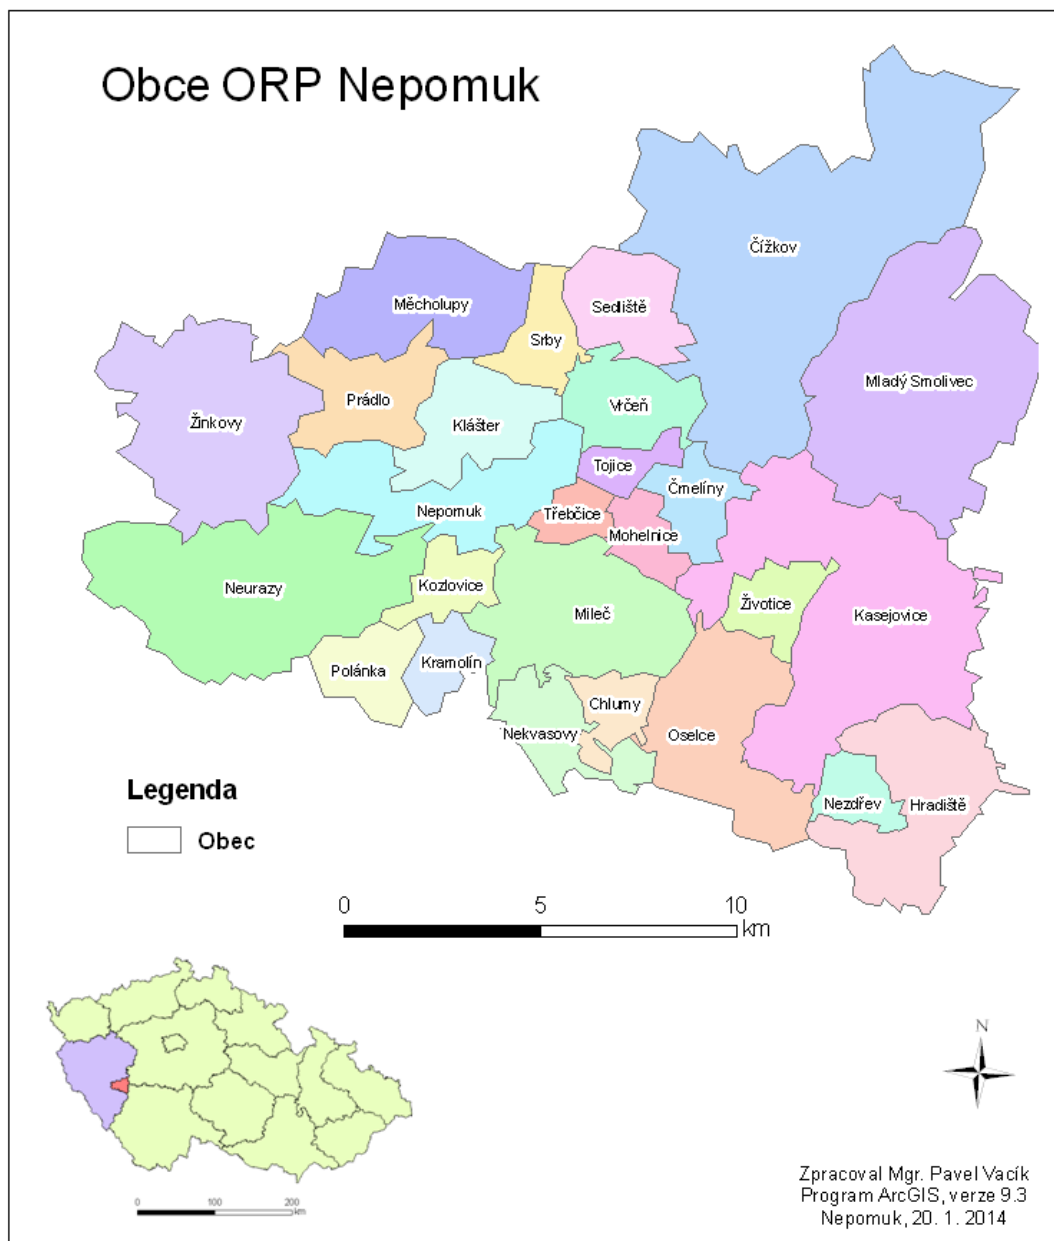 Obce ORP Nepomuk
Čížkov
Měcholupy
Sedliště
Srby
Mladý Smolivec
Prádlo
Vrčeň
Žinkovy
Klášter
Tojice
Čmelíny
Nepomuk
Třebčice
Mohelnice
Neurazy
Kozlovice
Životice
Mileč
Kasejovice
Kramolín
Polánka
Chlumy
Nekvasovy
Oselce
Nezdřev
Hradiště
Legenda
Obec
0 5 10
km
N
0 100 200
km
Zpracoval Mgr. Pavel Vacík
Program ArcGIS, verze 9.3
Nepomuk, 20. 1. 2014